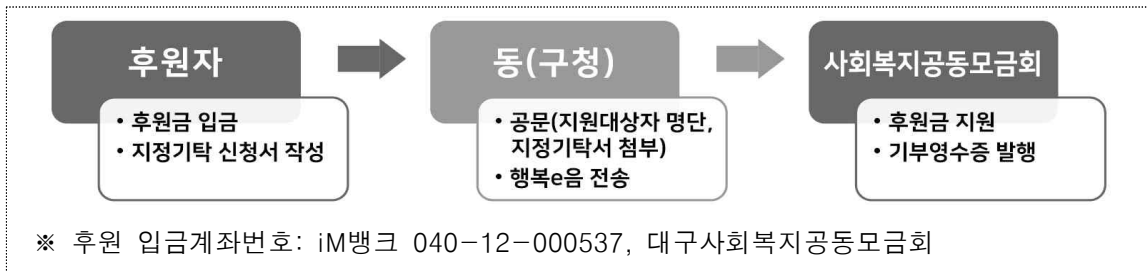 후원자
• 후원금 입금
• 지정기탁 신청서 작성
동(구청)
• 공문(지원대상자 명단,
지정기탁서 첨부)
• 행복e음 전송
사회복지공동모금회
• 후원금 지원
• 기부영수증 발행
※ 후원 입금계좌번호: iM뱅크 040-12-000537, 대구사회복지공동모금회